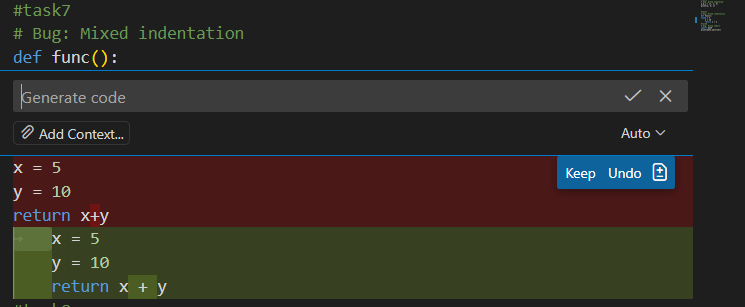 #task7
# Bug: Mixed indentation
def func():
Generate code
Add Context...
Auto
x = 5
Keep Undo
y = 10
return x+y
x = 5
y = 10
return x + y